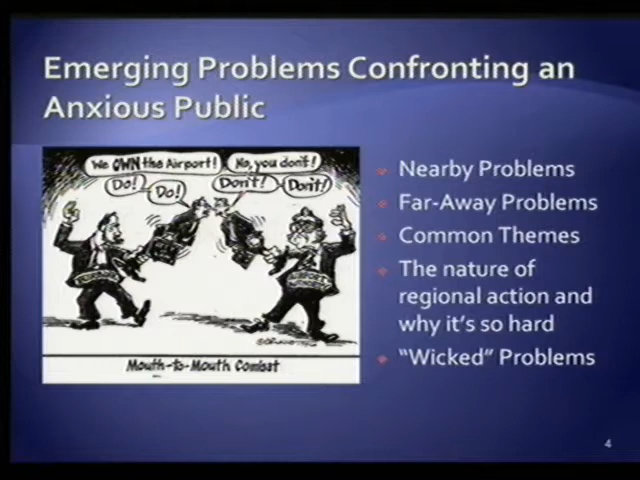 Emerging Problems Confronting an
Anxious Public
We OWN the Airport!
No, you don't!
Do!
Do!
Don't!
Don't!
Mouth-to-Mouth Combat
Nearby Problems
Far-Away Problems
Common Themes
The nature of
regional action and
why it's so hard
"Wicked" Problems
4